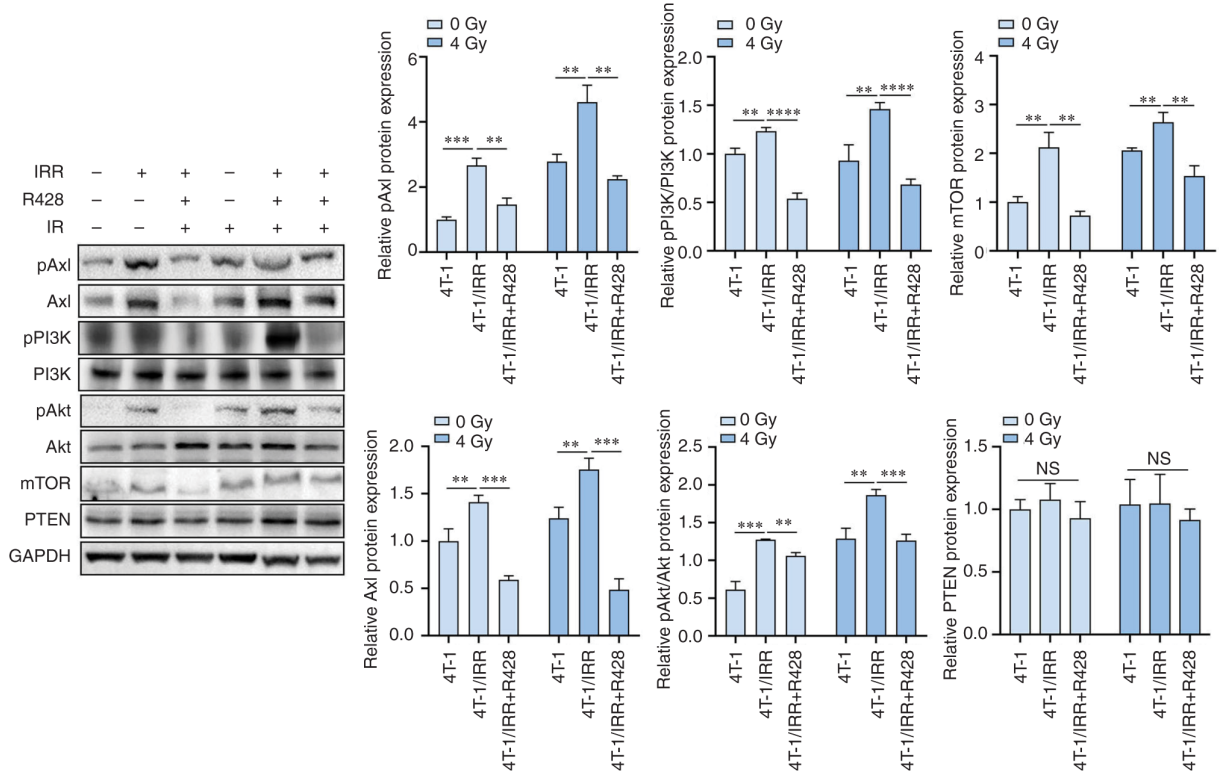 IRR – + + – + +
R428 – – + – + +
IR – – + + + +
pAxl
Axl
pPI3K
PI3K
pAkt
Akt
mTOR
PTEN
GAPDH
0 Gy
4 Gy
Relative pAxl protein expression
6
4
2
0
*** ** ** **
4T-1
4T-1/IRR
4T-1/IRR+R428
4T-1
4T-1/IRR
4T-1/IRR+R428
0 Gy
4 Gy
Relative pPI3K/PI3K protein expression
2.0
1.5
1.0
0.5
0.0
** **** ** ****
4T-1
4T-1/IRR
4T-1/IRR+R428
4T-1
4T-1/IRR
4T-1/IRR+R428
0 Gy
4 Gy
Relative mTOR protein expression
4
3
2
1
0
** ** ** **
4T-1
4T-1/IRR
4T-1/IRR+R428
4T-1
4T-1/IRR
4T-1/IRR+R428
0 Gy
4 Gy
Relative Axl protein expression
2.0
1.5
1.0
0.5
0.0
** *** ** ***
4T-1
4T-1/IRR
4T-1/IRR+R428
4T-1
4T-1/IRR
4T-1/IRR+R428
0 Gy
4 Gy
Relative pAkt/Akt protein expression
2.5
2.0
1.5
1.0
0.5
0.0
*** ** ** ***
4T-1
4T-1/IRR
4T-1/IRR+R428
4T-1
4T-1/IRR
4T-1/IRR+R428
0 Gy
4 Gy
Relative PTEN protein expression
1.5
1.0
0.5
0.0
NS NS
4T-1
4T-1/IRR
4T-1/IRR+R428
4T-1
4T-1/IRR
4T-1/IRR+R428